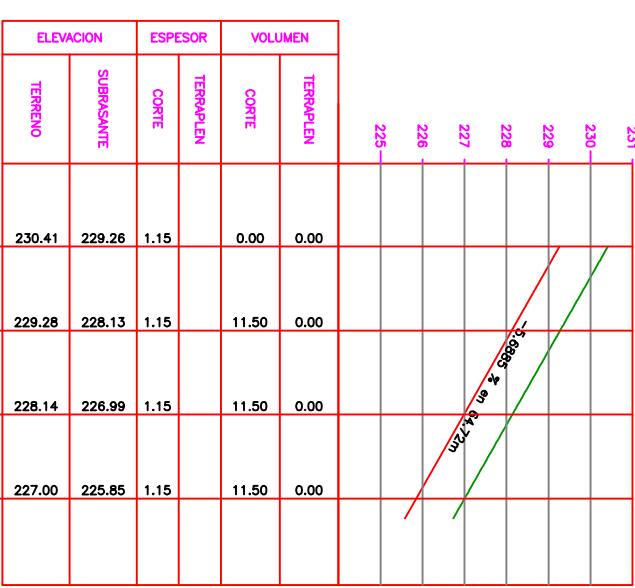 ELEVACION ESPESOR VOLUMEN
TERRENO SUBRASANTE CORTE TERRAPLEN CORTE TERRAPLEN
225 226 227 228 229 230 231
230.41 229.26 1.15 0.00 0.00
229.28 228.13 1.15 11.50 0.00
228.14 226.99 1.15 11.50 0.00
227.00 225.85 1.15 11.50 0.00
-5.6885 % en 64.72m